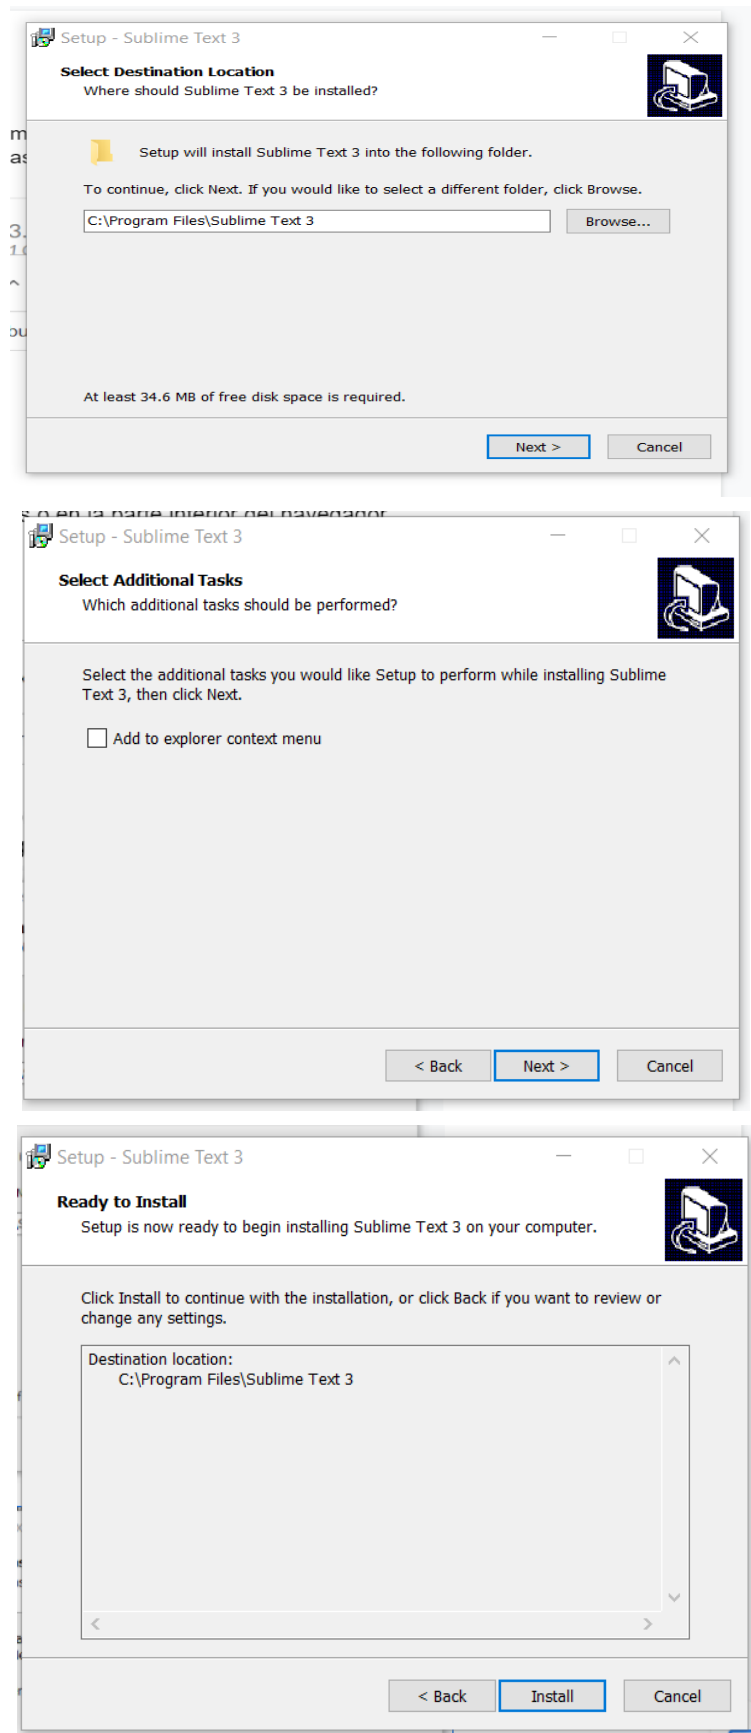 Setup - Sublime Text 3
Select Destination Location
Where should Sublime Text 3 be installed?
Setup will install Sublime Text 3 into the following folder.
To continue, click Next. If you would like to select a different folder, click Browse.
C:\Program Files\Sublime Text 3
Browse...
At least 34.6 MB of free disk space is required.
Next >
Cancel
s o en la parte inferior del navegador
Setup - Sublime Text 3
Select Additional Tasks
Which additional tasks should be performed?
Select the additional tasks you would like Setup to perform while installing Sublime
Text 3, then click Next.
Add to explorer context menu
< Back
Next >
Cancel
Setup - Sublime Text 3
Ready to Install
Setup is now ready to begin installing Sublime Text 3 on your computer.
Click Install to continue with the installation, or click Back if you want to review or
change any settings.
Destination location:
C:\Program Files\Sublime Text 3
< Back
Install
Cancel